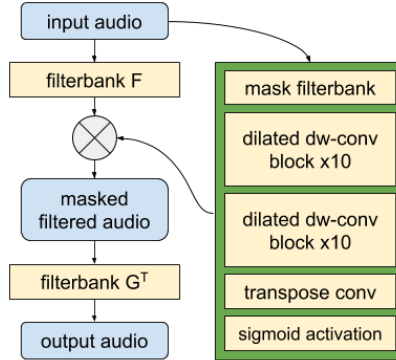 input audio
filterbank F
masked
filtered audio
filterbank Gᵀ
output audio
mask filterbank
dilated dw-conv
block x10
dilated dw-conv
block x10
transpose conv
sigmoid activation